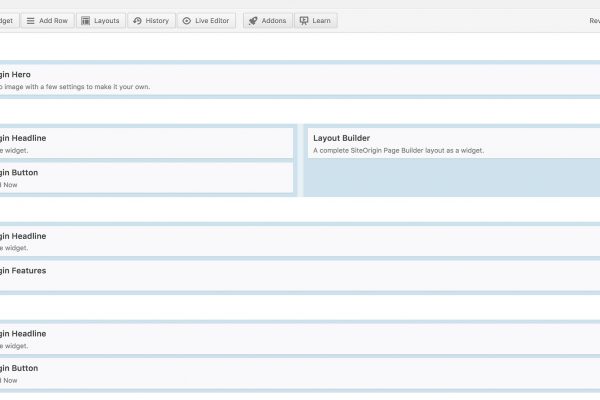 dget Add Row Layouts History Live Editor Addons Learn Rev
gin Hero
o image with a few settings to make it your own.
gin Headline
e widget.
Layout Builder
A complete SiteOrigin Page Builder layout as a widget.
gin Button
d Now
gin Headline
e widget.
gin Features
gin Headline
e widget.
gin Button
d Now